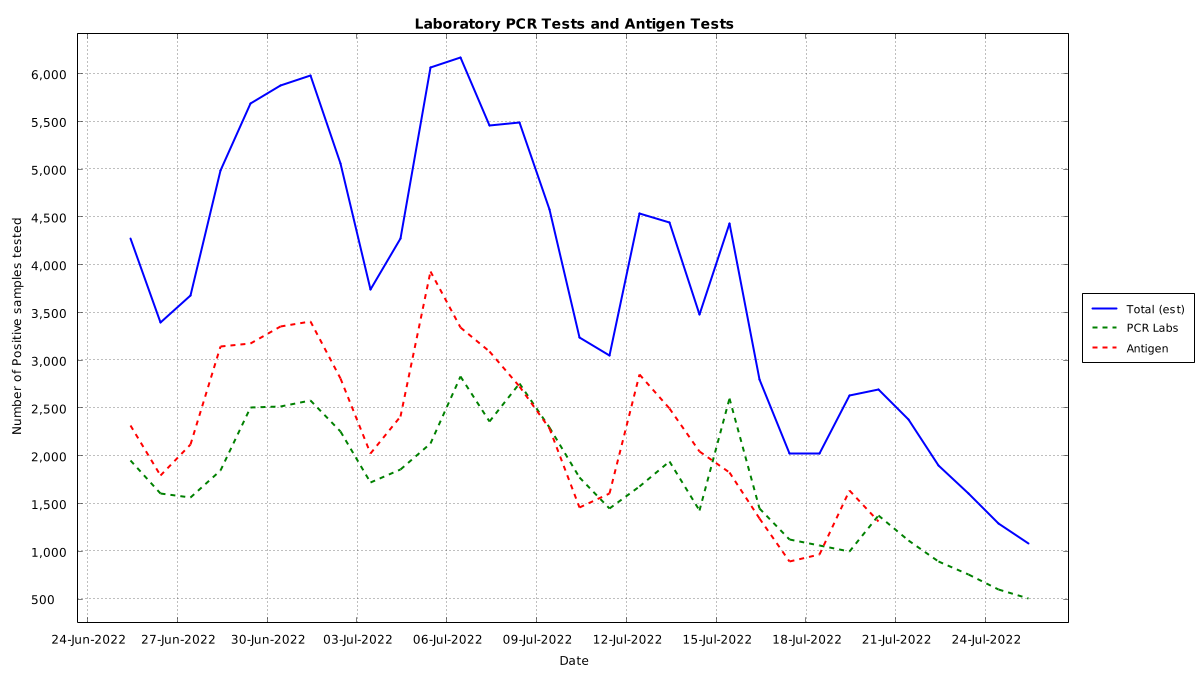 Laboratory PCR Tests and Antigen Tests
Number of Positive samples tested
6,000
5,500
5,000
4,500
4,000
3,500
3,000
2,500
2,000
1,500
1,000
500
24-Jun-2022 27-Jun-2022 30-Jun-2022 03-Jul-2022 06-Jul-2022 09-Jul-2022 12-Jul-2022 15-Jul-2022 18-Jul-2022 21-Jul-2022 24-Jul-2022
Date
Total (est)
PCR Labs
Antigen